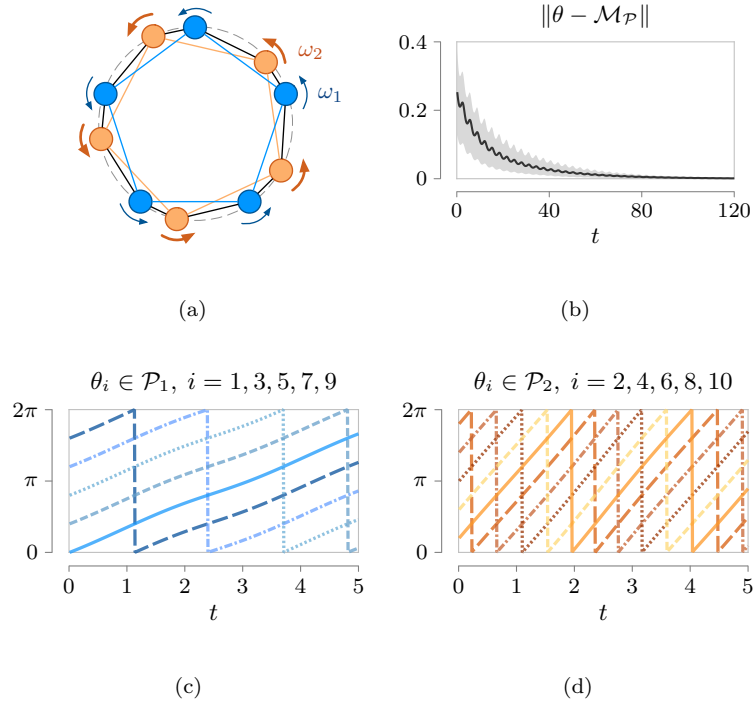 ω₂
ω₁
(a)
‖θ − ℳ_𝒫‖
0.4
0.2
0
0 40 80 120
t
(b)
θᵢ ∈ 𝒫₁, i = 1, 3, 5, 7, 9
2π
π
0
0 1 2 3 4 5
t
(c)
θᵢ ∈ 𝒫₂, i = 2, 4, 6, 8, 10
2π
π
0
0 1 2 3 4 5
t
(d)